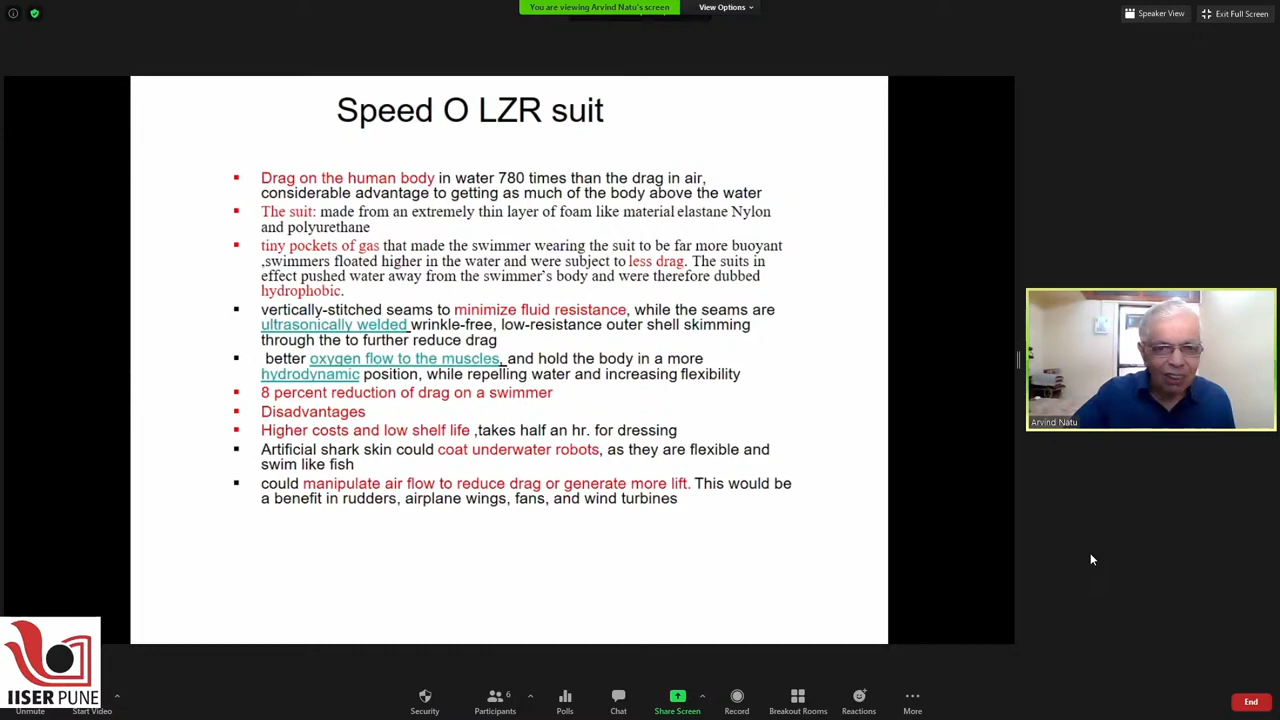 You are viewing Arvind Natu's screen
View Options
Speaker View
Exit Full Screen
Speed O LZR suit
Drag on the human body in water 780 times than the drag in air,
considerable advantage to getting as much of the body above the water
The suit: made from an extremely thin layer of foam like material elastane Nylon
and polyurethane
tiny pockets of gas that made the swimmer wearing the suit to be far more buoyant
,swimmers floated higher in the water and were subject to less drag. The suits in
effect pushed water away from the swimmer's body and were therefore dubbed
hydrophobic.
vertically-stitched seams to minimize fluid resistance, while the seams are
ultrasonically welded wrinkle-free, low-resistance outer shell skimming
through the to further reduce drag
better oxygen flow to the muscles, and hold the body in a more
hydrodynamic position, while repelling water and increasing flexibility
8 percent reduction of drag on a swimmer
Disadvantages
Higher costs and low shelf life ,takes half an hr. for dressing
Artificial shark skin could coat underwater robots, as they are flexible and
swim like fish
could manipulate air flow to reduce drag or generate more lift. This would be
a benefit in rudders, airplane wings, fans, and wind turbines
Arvind Natu
IISER PUNE
Unmute
Start Video
Security
Participants
6
Polls
Chat
Share Screen
Record
Breakout Rooms
Reactions
More
End